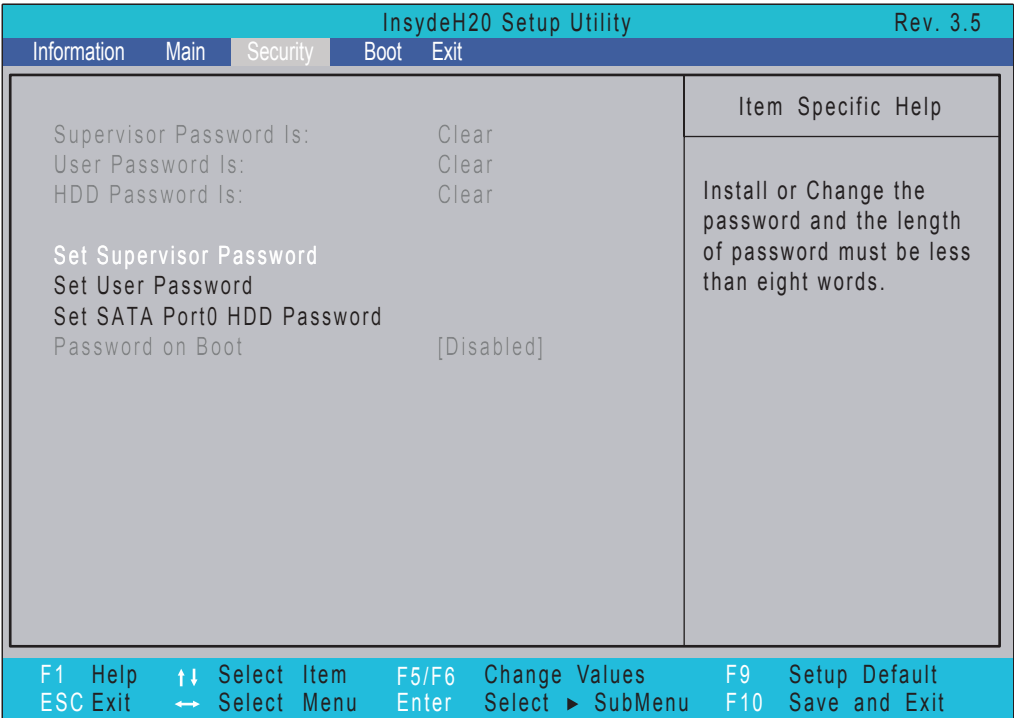 InsydeH20 Setup Utility Rev. 3.5
Information Main Security Boot Exit
Supervisor Password Is: Clear
User Password Is: Clear
HDD Password Is: Clear
Set Supervisor Password
Set User Password
Set SATA Port0 HDD Password
Password on Boot [Disabled]
Item Specific Help
Install or Change the
password and the length
of password must be less
than eight words.
F1 Help ↑↓ Select Item F5/F6 Change Values F9 Setup Default
ESC Exit ↔ Select Menu Enter Select ► SubMenu F10 Save and Exit